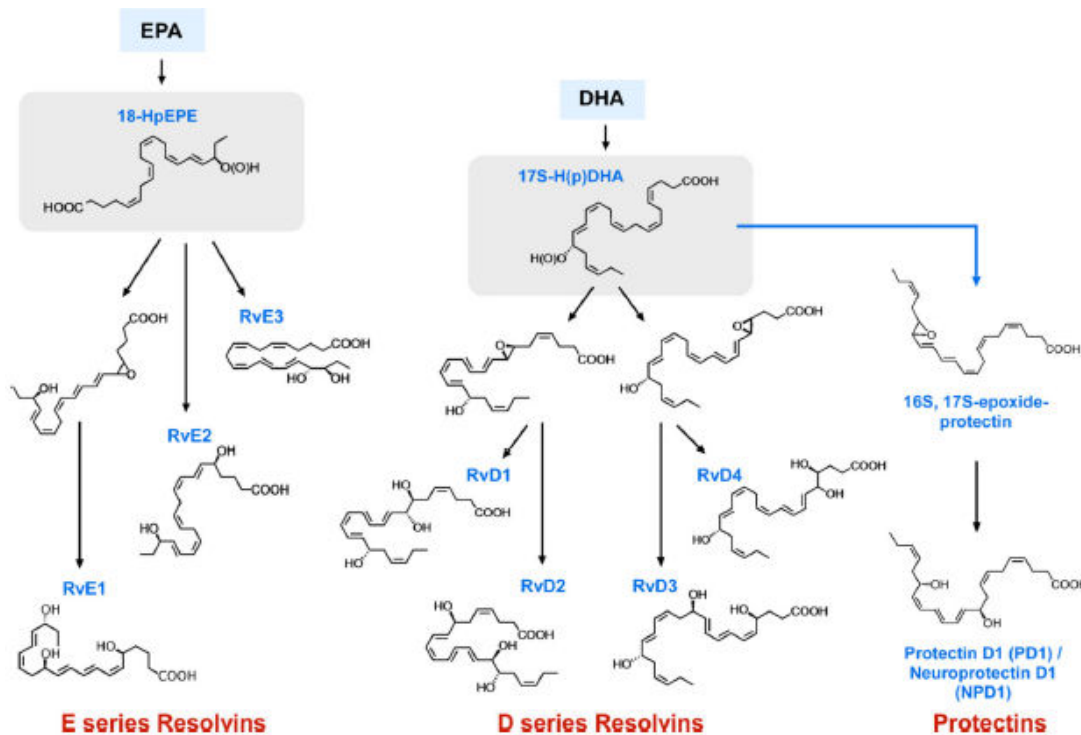 EPA
18-HpEPE
O(O)H
HOOC
DHA
17S-H(p)DHA
COOH
H(O)O
COOH
OH
O
RvE3
COOH
HO OH
RvE2
OH
COOH
HO
RvE1
OH
OH
HO
COOH
O
COOH
HO
O
COOH
HO
O
COOH
16S, 17S-epoxide-
protectin
RvD1
HO
COOH
OH
HO
RvD4
HO
COOH
OH
HO
RvD2
HO
COOH
HO
OH
RvD3
OH
HO
COOH
HO
OH
OH
COOH
Protectin D1 (PD1) /
Neuroprotectin D1
(NPD1)
E series Resolvins
D series Resolvins
Protectins